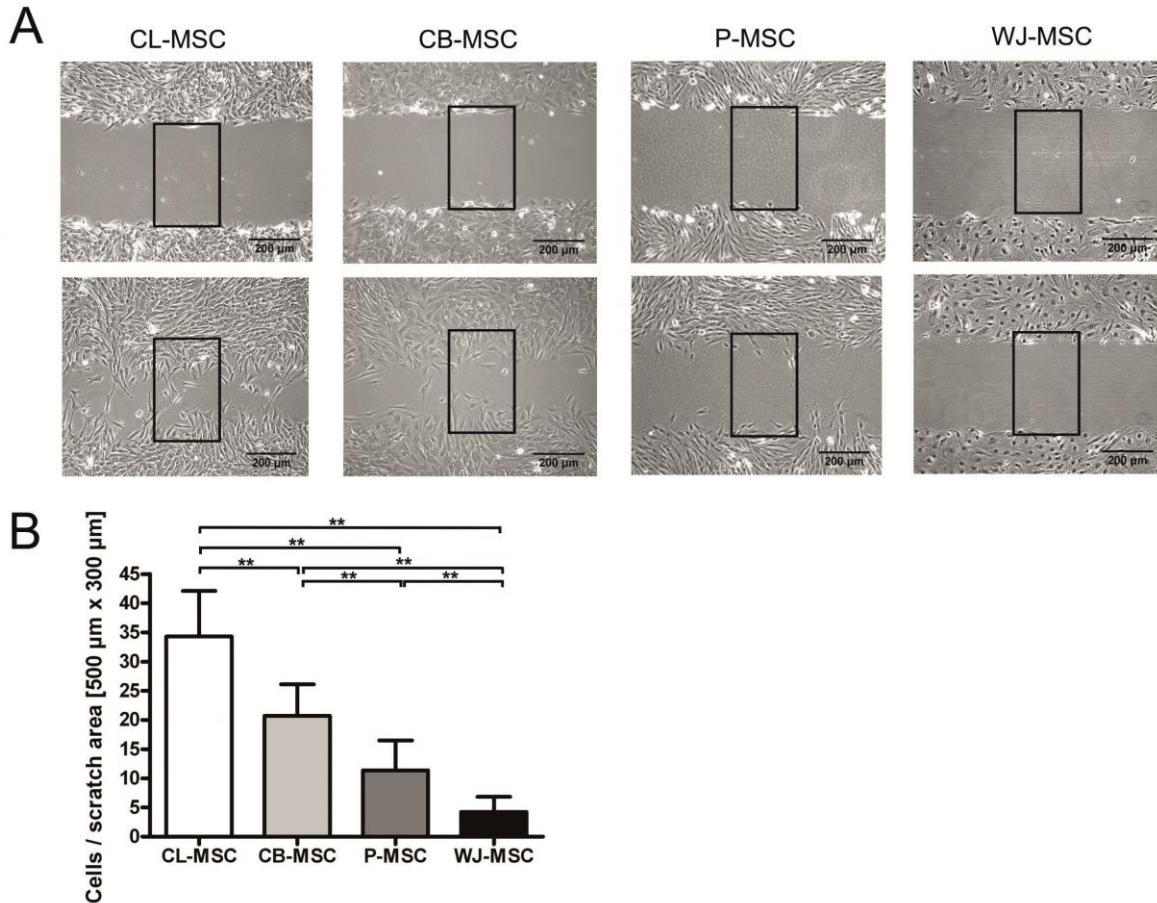 A
CL-MSC CB-MSC P-MSC WJ-MSC
200 µm 200 µm 200 µm 200 µm
200 µm 200 µm 200 µm 200 µm
B
**
**
** **
** **
Cells / scratch area [500 µm x 300 µm]
45
40
35
30
25
20
15
10
5
0
CL-MSC CB-MSC P-MSC WJ-MSC